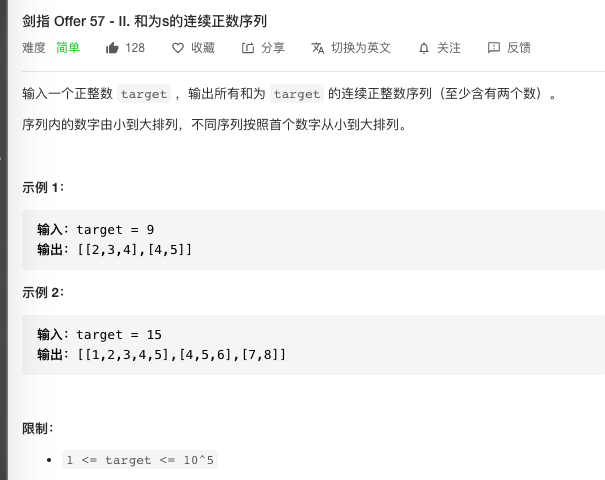 剑指 Offer 57 - II. 和为s的连续正数序列
难度 简单 128 收藏 分享 切换为英文 关注 反馈
输入一个正整数 target ，输出所有和为 target 的连续正整数序列（至少含有两个数）。
序列内的数字由小到大排列，不同序列按照首个数字从小到大排列。
示例 1：
输入：target = 9
输出：[[2,3,4],[4,5]]
示例 2：
输入：target = 15
输出：[[1,2,3,4,5],[4,5,6],[7,8]]
限制：
1 <= target <= 10^5